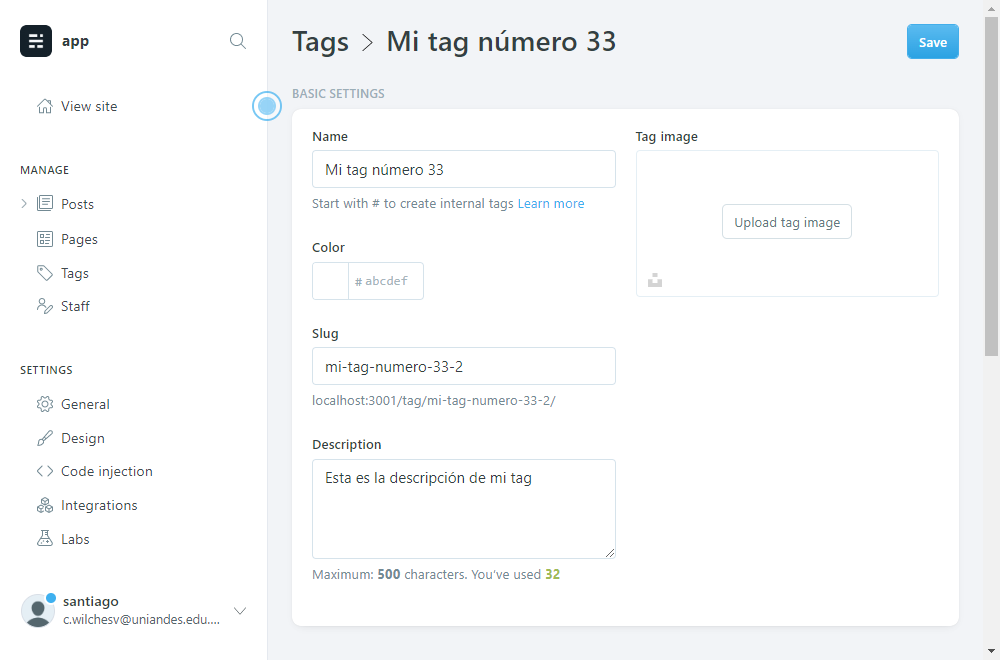 app
View site
MANAGE
Posts
Pages
Tags
Staff
SETTINGS
General
Design
Code injection
Integrations
Labs
santiago
c.wilchesv@uniandes.edu....
Tags > Mi tag número 33
Save
BASIC SETTINGS
Name
Mi tag número 33
Start with # to create internal tags Learn more
Color
# abcdef
Slug
mi-tag-numero-33-2
localhost:3001/tag/mi-tag-numero-33-2/
Description
Esta es la descripción de mi tag
Maximum: 500 characters. You've used 32
Tag image
Upload tag image